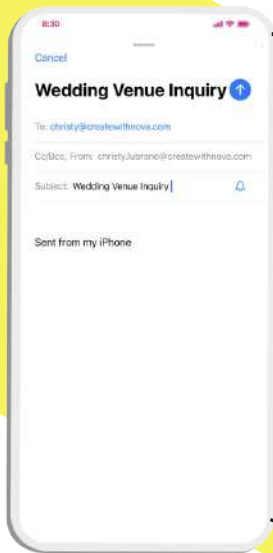 8:30
Cancel
Wedding Venue Inquiry
To: christy@createwithnova.com
Cc/Bcc, From: christy.lubrano@createwithnova.com
Subject: Wedding Venue Inquiry
Sent from my iPhone